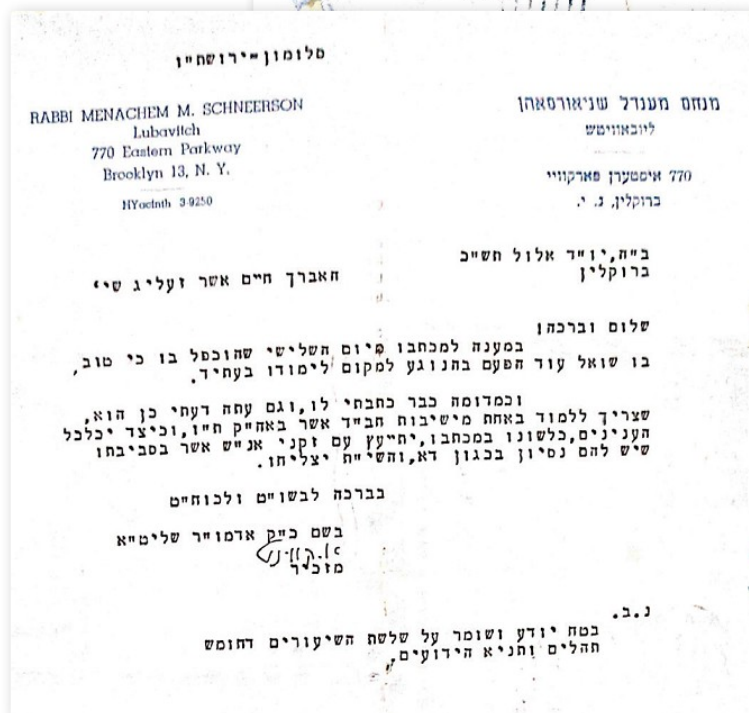 סלומון-ירושת"ו
RABBI MENACHEM M. SCHNEERSON
Lubavitch
770 Eastern Parkway
Brooklyn 13, N. Y.
HYacinth 3-9250
מנחם מענדל שניאורסאהן
ליובאוויטש
770 איסטערן פארקוויי
ברוקלין, נ. י.
ב"ה, יו"ד אלול תש"כ
ברוקלין
האברך חיים אשר זעליג שי'
שלום וברכה!
במענה למכתבו מיום השלישי שהוכפל בו כי טוב,
בו שואל עוד הפעם בהנוגע למקום לימודו בעתיד.
וכמדומה כבר כתבתי לו, וגם עתה דעתי כן הוא,
שצריך ללמוד באחת מישיבות חב"ד אשר באה"ק ת"ו, וכיצד יכלכל
הענינים, כלשונו במכתבו, יתייעץ עם זקני אנ"ש אשר בסביבתו
שיש להם נסיון בכגון דא, והשי"ת יצליחו.
בברכה לבשו"ט ולכוח"ט
בשם כ"ק אדמו"ר שליט"א
מזכיר
נ.ב.
בטח יודע ושומר על שלשת השיעורים דחומש
תהלים ותניא הידועים.